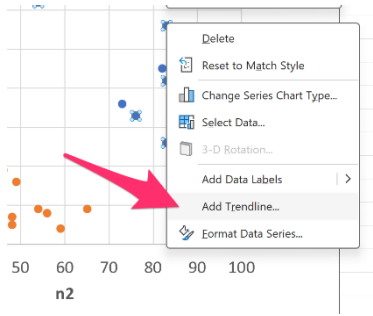 Delete
Reset to Match Style
Change Series Chart Type...
Select Data...
3-D Rotation...
Add Data Labels
Add Trendline...
Format Data Series...
50 60 70 80 90 100
n2